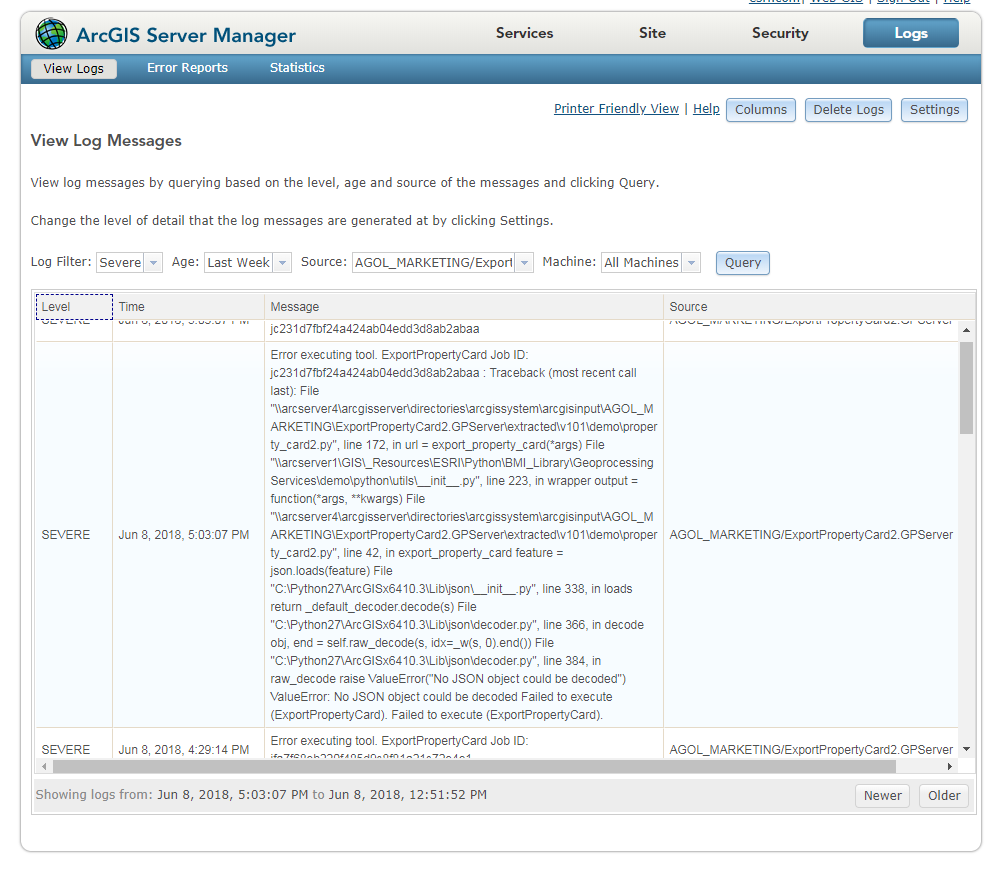 esri.com | Web GIS | Sign Out | Help
ArcGIS Server Manager Services Site Security Logs
View Logs Error Reports Statistics
Printer Friendly View | Help Columns Delete Logs Settings
View Log Messages
View log messages by querying based on the level, age and source of the messages and clicking Query.
Change the level of detail that the log messages are generated at by clicking Settings.
Log Filter: Severe Age: Last Week Source: AGOL_MARKETING/Export Machine: All Machines Query
Level Time Message Source
SEVERE Jun 8, 2018, 5:03:07 PM AGOL_MARKETING/ExportPropertyCard2.GPServer
jc231d7fbf24a424ab04edd3d8ab2abaa
Error executing tool. ExportPropertyCard Job ID:
jc231d7fbf24a424ab04edd3d8ab2abaa : Traceback (most recent call
last): File
"\\arcserver4\arcgisserver\directories\arcgissystem\arcgisinput\AGOL_M
ARKETING\ExportPropertyCard2.GPServer\extracted\v101\demo\proper
ty_card2.py", line 172, in url = export_property_card(*args) File
"\\arcserver1\GIS\_Resources\ESRI\Python\BMI_Library\Geoprocessing
Services\demo\python\utils\__init__.py", line 223, in wrapper output =
function(*args, **kwargs) File
"\\arcserver4\arcgisserver\directories\arcgissystem\arcgisinput\AGOL_M
SEVERE Jun 8, 2018, 5:03:07 PM ARKETING\ExportPropertyCard2.GPServer\extracted\v101\demo\proper AGOL_MARKETING/ExportPropertyCard2.GPServer
ty_card2.py", line 42, in export_property_card feature =
json.loads(feature) File
"C:\Python27\ArcGISx6410.3\Lib\json\__init__.py", line 338, in loads
return _default_decoder.decode(s) File
"C:\Python27\ArcGISx6410.3\Lib\json\decoder.py", line 366, in decode
obj, end = self.raw_decode(s, idx=_w(s, 0).end()) File
"C:\Python27\ArcGISx6410.3\Lib\json\decoder.py", line 384, in
raw_decode raise ValueError("No JSON object could be decoded")
ValueError: No JSON object could be decoded Failed to execute
(ExportPropertyCard). Failed to execute (ExportPropertyCard).
Error executing tool. ExportPropertyCard Job ID:
SEVERE Jun 8, 2018, 4:29:14 PM AGOL_MARKETING/ExportPropertyCard2.GPServer
Showing logs from: Jun 8, 2018, 5:03:07 PM to Jun 8, 2018, 12:51:52 PM Newer Older